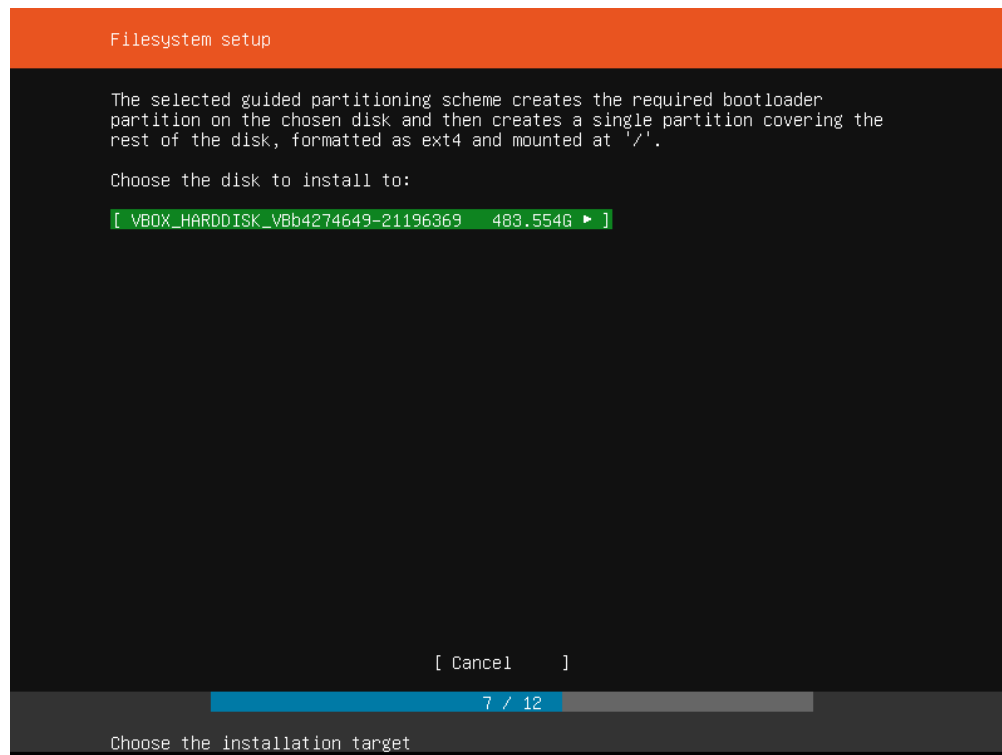 Filesystem setup
The selected guided partitioning scheme creates the required bootloader
partition on the chosen disk and then creates a single partition covering the
rest of the disk, formatted as ext4 and mounted at '/'.
Choose the disk to install to:
[ VBOX_HARDDISK_VBb4274649-21196369   483.554G ► ]
[ Cancel     ]
7 / 12
Choose the installation target